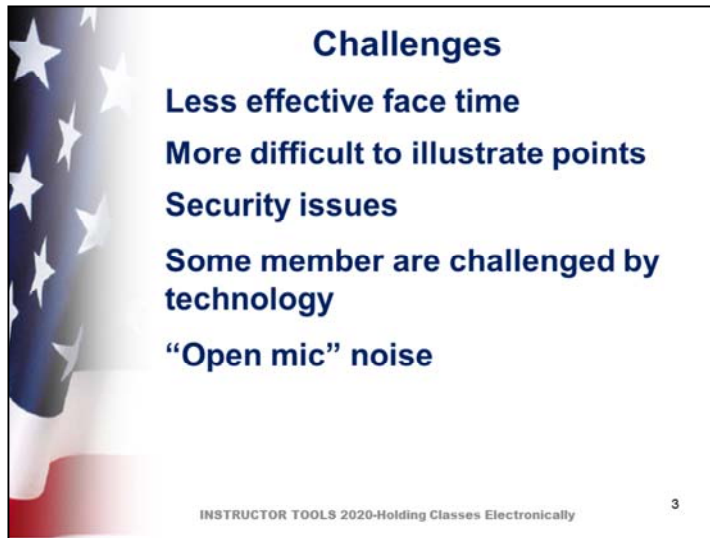 Challenges
Less effective face time
More difficult to illustrate points
Security issues
Some member are challenged by
technology
“Open mic” noise
INSTRUCTOR TOOLS 2020-Holding Classes Electronically
3